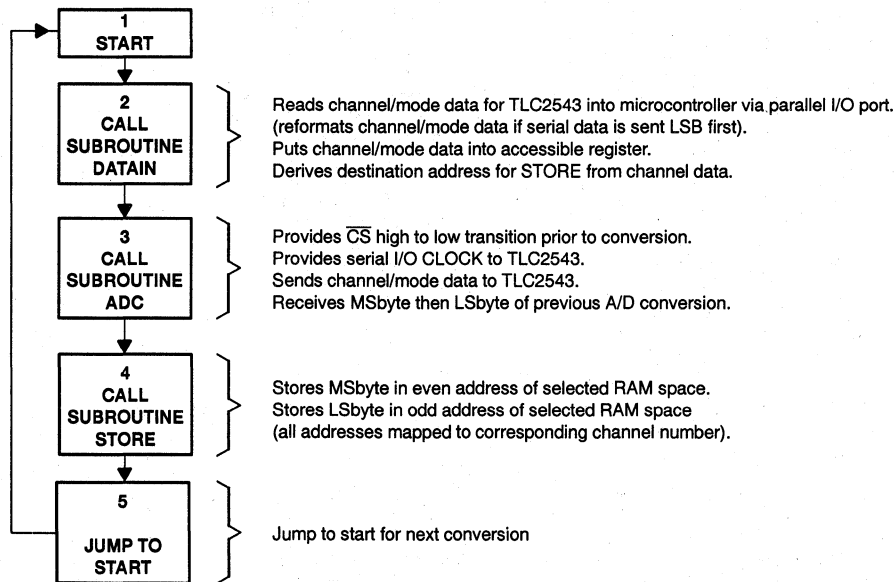 1
START
2
CALL
SUBROUTINE
DATAIN
Reads channel/mode data for TLC2543 into microcontroller via parallel I/O port.
(reformats channel/mode data if serial data is sent LSB first).
Puts channel/mode data into accessible register.
Derives destination address for STORE from channel data.
3
CALL
SUBROUTINE
ADC
Provides C̅S̅ high to low transition prior to conversion.
Provides serial I/O CLOCK to TLC2543.
Sends channel/mode data to TLC2543.
Receives MSbyte then LSbyte of previous A/D conversion.
4
CALL
SUBROUTINE
STORE
Stores MSbyte in even address of selected RAM space.
Stores LSbyte in odd address of selected RAM space
(all addresses mapped to corresponding channel number).
5
JUMP TO
START
Jump to start for next conversion